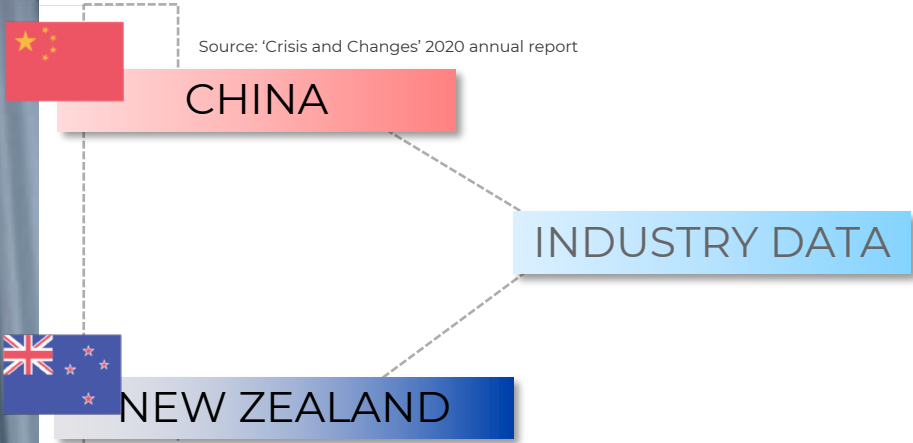 Source: ‘Crisis and Changes’ 2020 annual report
CHINA
INDUSTRY DATA
NEW ZEALAND